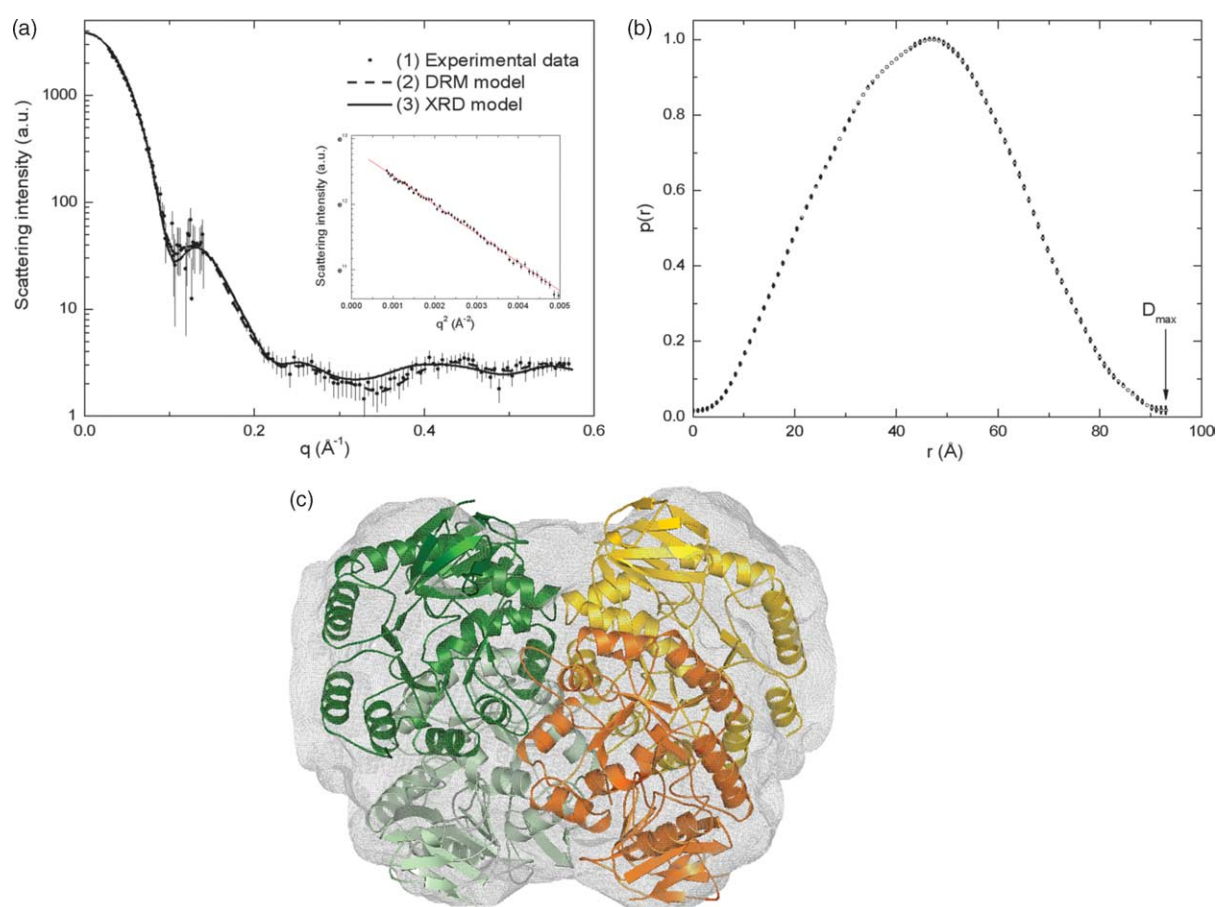 (a)
Scattering intensity (a.u.)
1000
100
10
1
0.0
0.2
0.4
0.6
q (Å⁻¹)
(1) Experimental data
(2) DRM model
(3) XRD model
Scattering intensity (a.u.)
0.000
0.001
0.002
0.003
0.004
0.005
q² (Å⁻²)
(b)
p(r)
1.0
0.8
0.6
0.4
0.2
0.0
0
20
40
60
80
100
r (Å)
Dmax
(c)